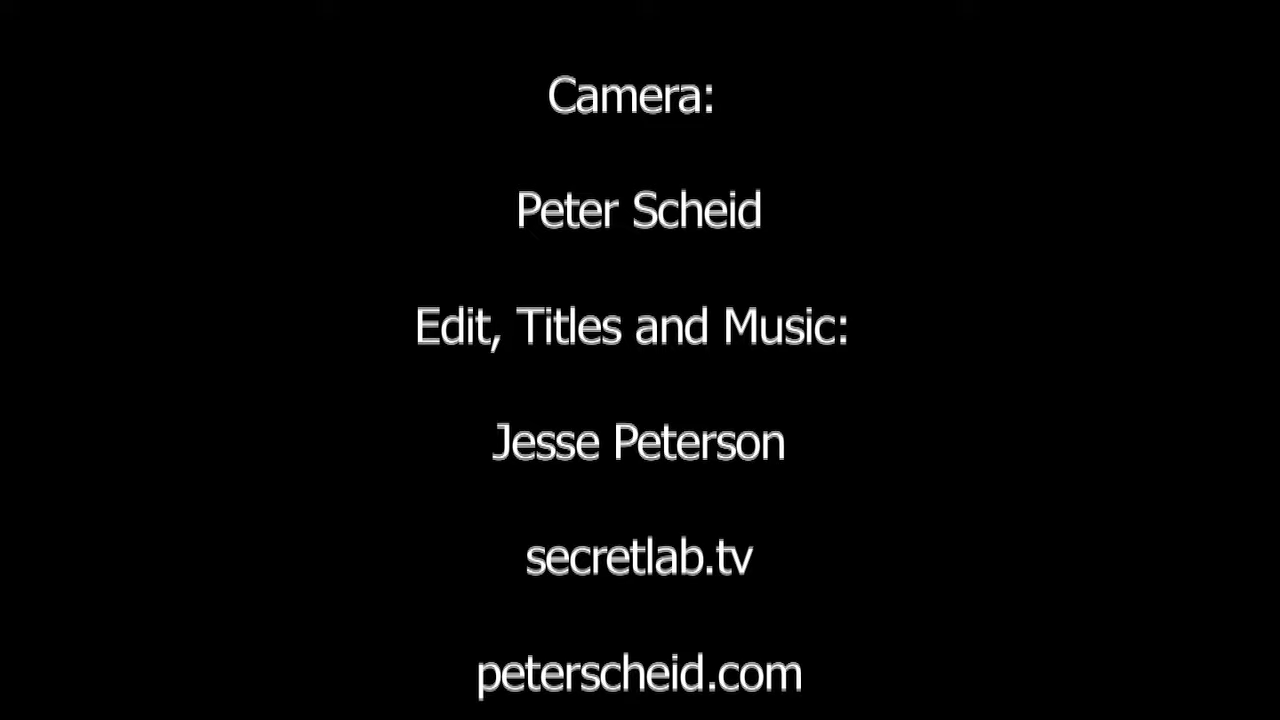 Camera:
Peter Scheid
Edit, Titles and Music:
Jesse Peterson
secretlab.tv
peterscheid.com